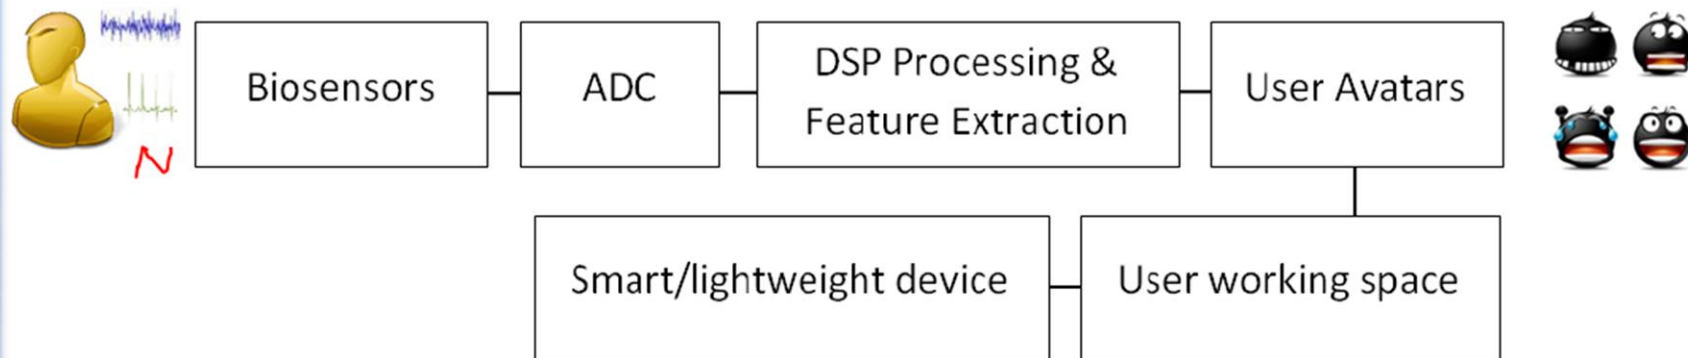 Biosensors
ADC
DSP Processing &
Feature Extraction
User Avatars
Smart/lightweight device
User working space